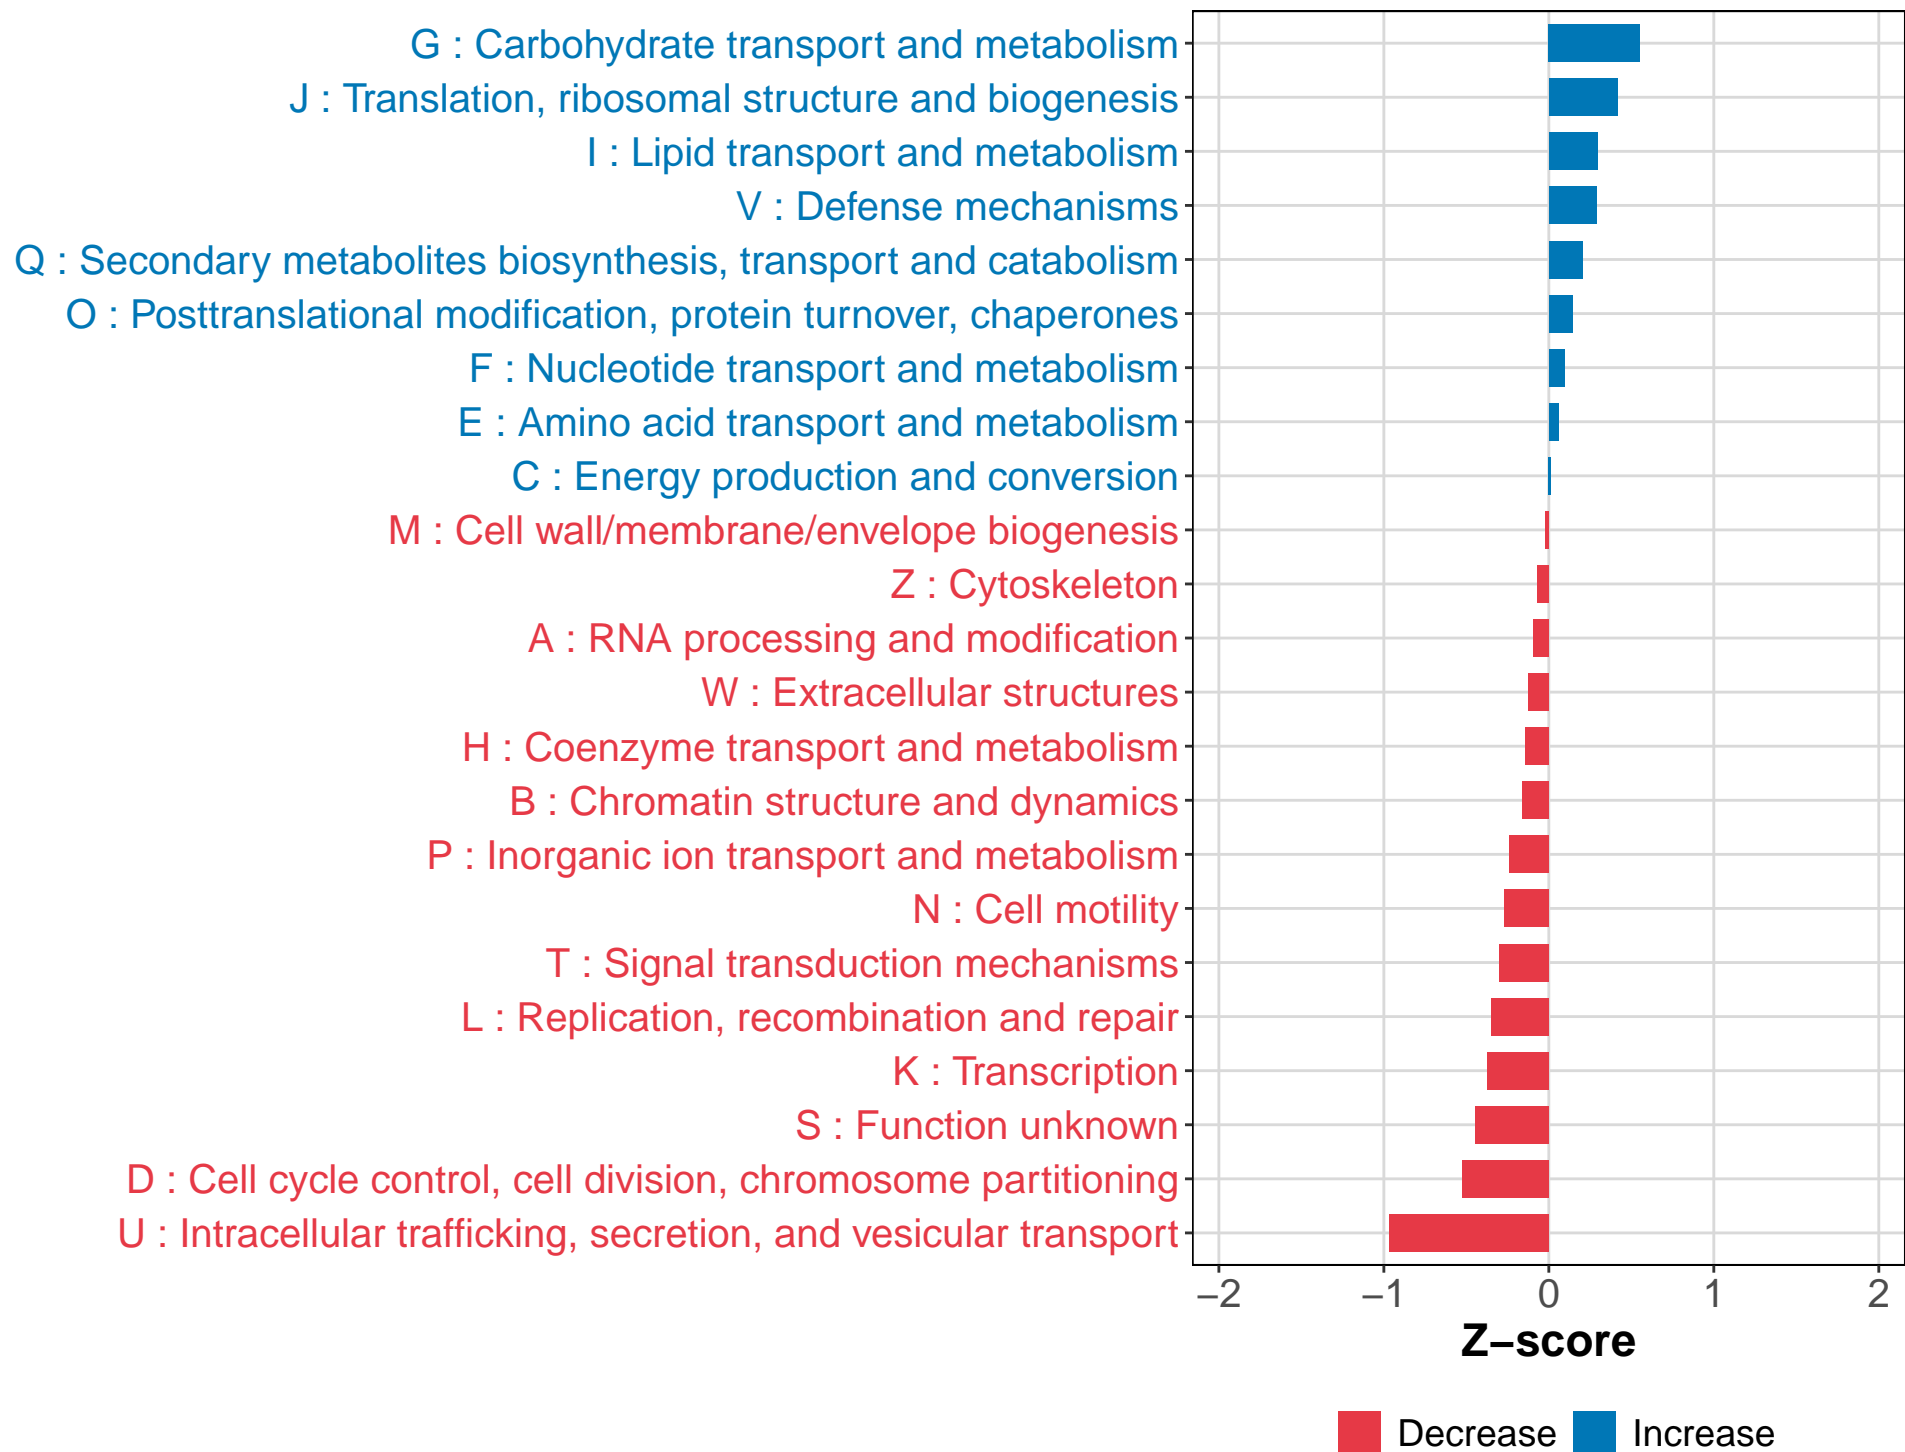 G : Carbohydrate transport and metabolism
J : Translation, ribosomal structure and biogenesis
I : Lipid transport and metabolism
V : Defense mechanisms
Q : Secondary metabolites biosynthesis, transport and catabolism
O : Posttranslational modification, protein turnover, chaperones
F : Nucleotide transport and metabolism
E : Amino acid transport and metabolism
C : Energy production and conversion
M : Cell wall/membrane/envelope biogenesis
Z : Cytoskeleton
A : RNA processing and modification
W : Extracellular structures
H : Coenzyme transport and metabolism
B : Chromatin structure and dynamics
P : Inorganic ion transport and metabolism
N : Cell motility
T : Signal transduction mechanisms
L : Replication, recombination and repair
K : Transcription
S : Function unknown
D : Cell cycle control, cell division, chromosome partitioning
U : Intracellular trafficking, secretion, and vesicular transport
−2 −1 0 1 2
Z−score
Decrease Increase